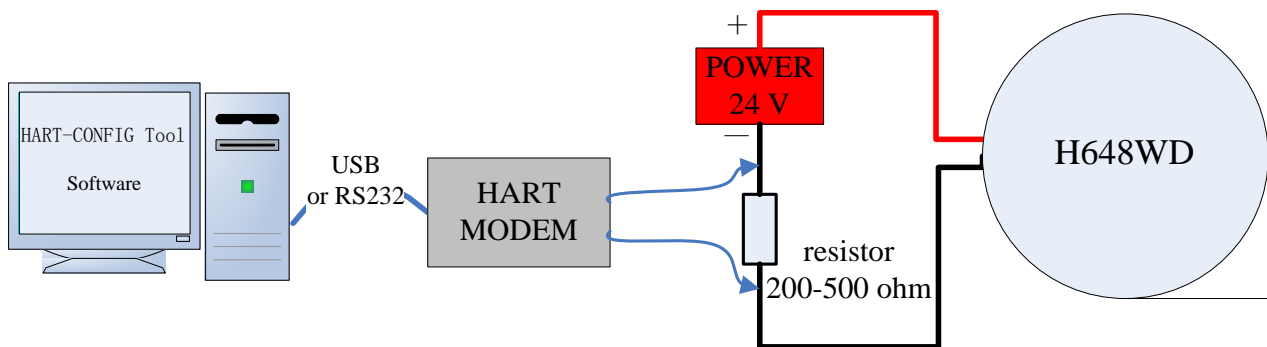 HART-CONFIG Tool
Software
USB
or RS232
HART
MODEM
+
POWER
24 V
—
resistor
200-500 ohm
H648WD